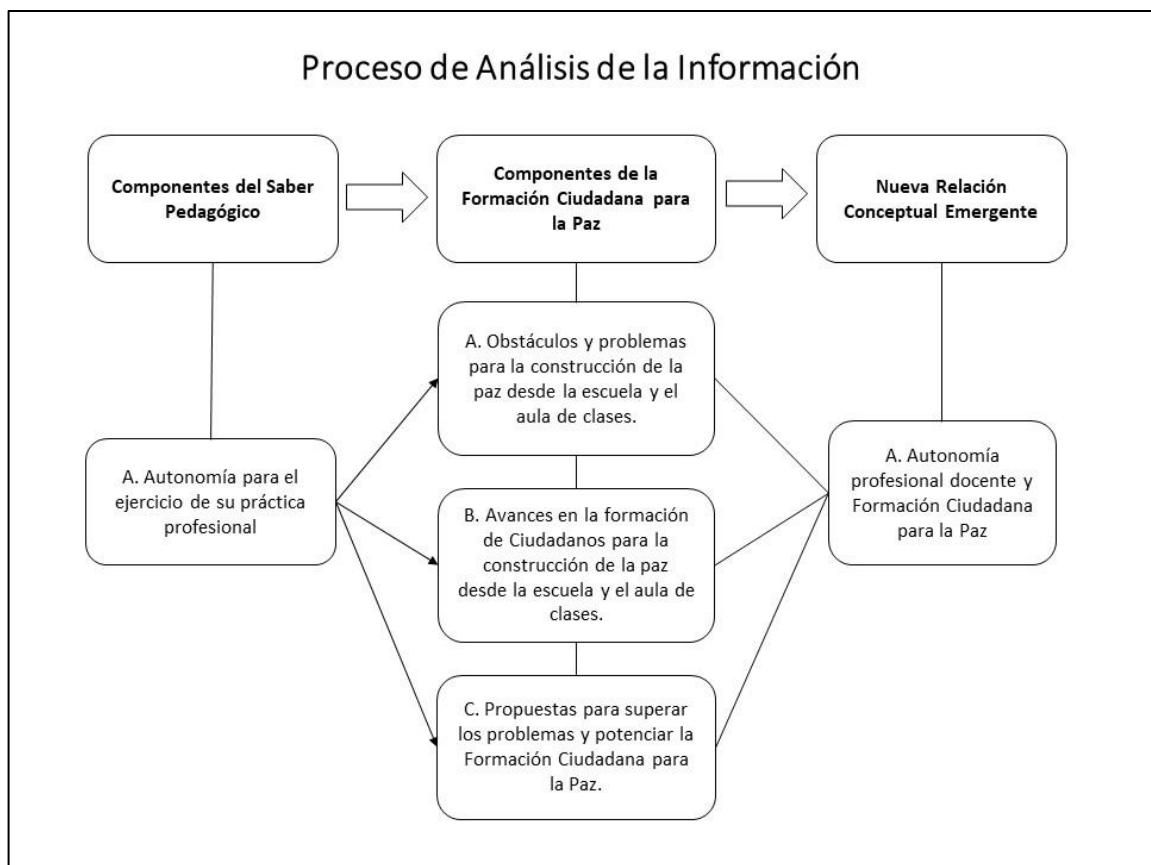 Proceso de Análisis de la Información
Componentes del Saber
Pedagógico
Componentes de la
Formación Ciudadana para
la Paz
Nueva Relación
Conceptual Emergente
A. Obstáculos y problemas
para la construcción de la
paz desde la escuela y el
aula de clases.
A. Autonomía para el
ejercicio de su práctica
profesional
B. Avances en la formación
de Ciudadanos para la
construcción de la paz
desde la escuela y el aula de
clases.
C. Propuestas para superar
los problemas y potenciar la
Formación Ciudadana para
la Paz.
A. Autonomía
profesional docente y
Formación Ciudadana
para la Paz